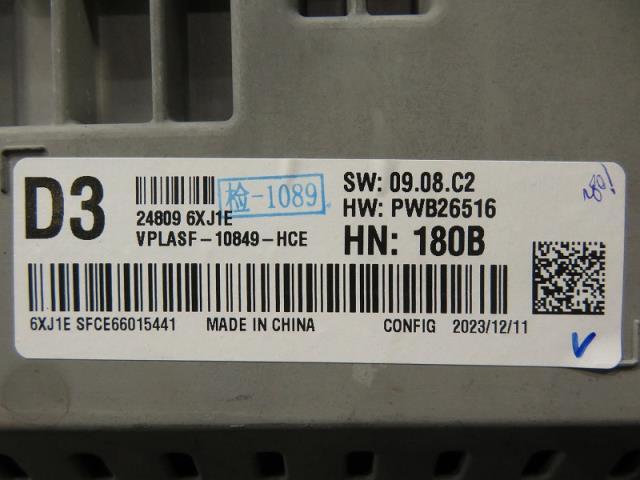 D3
检-1089
24809 6XJ1E
VPLASF-10849-HCE
SW: 09.08.C2
HW: PWB26516
HN: 180B
6XJ1E SFCE66015441 MADE IN CHINA CONFIG 2023/12/11